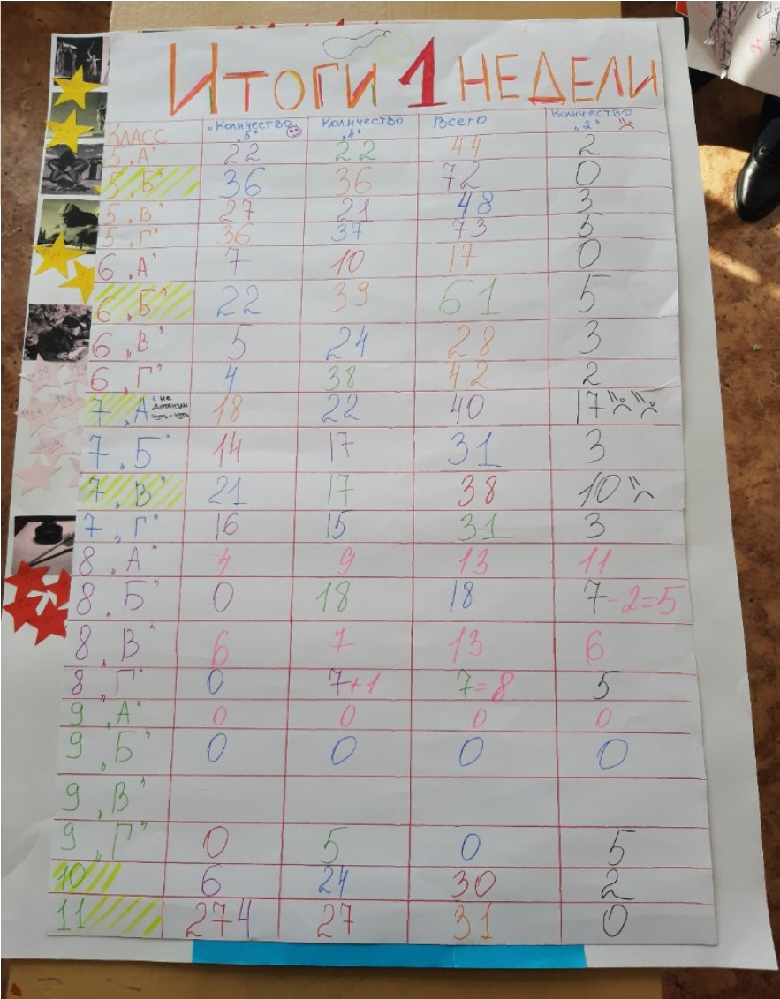 ИТОГИ 1 НЕДЕЛИ
КЛАСС „Количество „5“ Количество „4“ Всего Количество „2“
5 „А“ 22 22 44 2
5 „Б“ 36 36 72 0
5 „В“ 27 21 48 3
5 „Г“ 36 37 73 5
6 „А“ 7 10 17 0
6 „Б“ 22 39 61 5
6 „В“ 5 24 28 3
6 „Г“ 4 38 42 2
7 „А“ не дотянули чуть-чуть 18 22 40 17
7 „Б“ 14 17 31 3
7 „В“ 21 17 38 10
7 „Г“ 16 15 31 3
8 „А“ 4 9 13 11
8 „Б“ 0 18 18 7-2=5
8 „В“ 6 7 13 6
8 „Г“ 0 7+1 7=8 5
9 „А“ 0 0 0 0
9 „Б“ 0 0 0 0
9 „В“
9 „Г“ 0 5 0 5
10 6 24 30 2
11 274 27 31 0